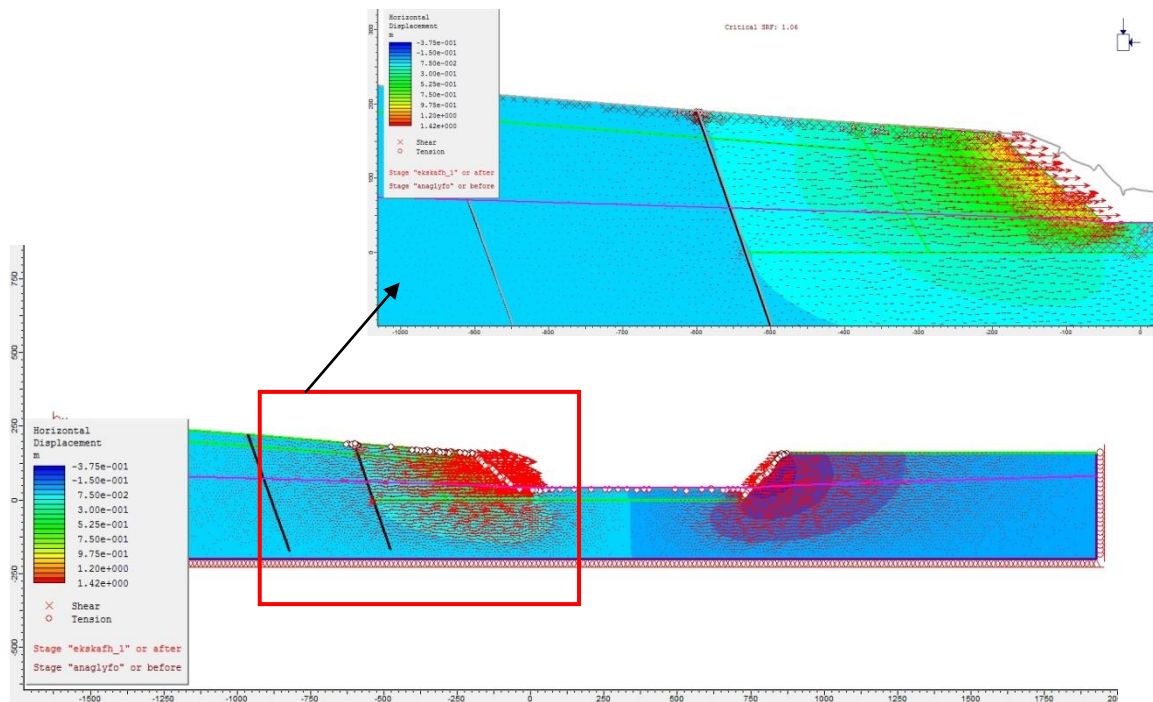 Horizontal
Displacement
m
-3.75e-001
-1.50e-001
7.50e-002
3.00e-001
5.25e-001
7.50e-001
9.75e-001
1.20e+000
1.42e+000
Shear
Tension
Stage "ekskafh_1" or after
Stage "anaglyfo" or before
Critical SRF: 1.06
300
200
100
0
-1000
-900
-800
-700
-600
-500
-400
-300
-200
-100
0
750
500
250
0
-250
-500
Horizontal
Displacement
m
-3.75e-001
-1.50e-001
7.50e-002
3.00e-001
5.25e-001
7.50e-001
9.75e-001
1.20e+000
1.42e+000
Shear
Tension
Stage "ekskafh_1" or after
Stage "anaglyfo" or before
-1500
-1250
-1000
-750
-500
-250
0
250
500
750
1000
1250
1500
1750
20